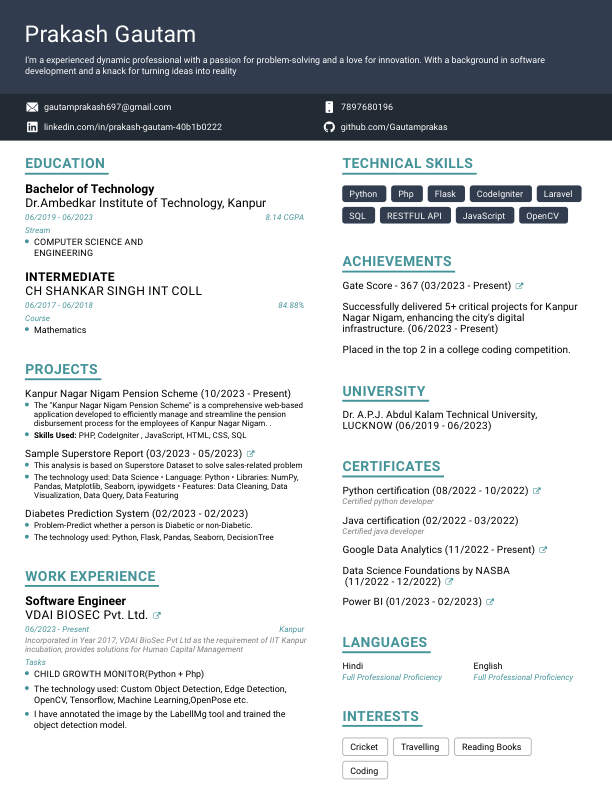 Prakash Gautam
I'm a experienced dynamic professional with a passion for problem-solving and a love for innovation. With a background in software
development and a knack for turning ideas into reality
gautamprakash697@gmail.com
7897680196
linkedin.com/in/prakash-gautam-40b1b0222
github.com/Gautamprakas
EDUCATION
Bachelor of Technology
Dr.Ambedkar Institute of Technology, Kanpur
06/2019 - 06/2023
8.14 CGPA
Stream
COMPUTER SCIENCE AND
ENGINEERING
INTERMEDIATE
CH SHANKAR SINGH INT COLL
06/2017 - 06/2018
84.88%
Course
Mathematics
PROJECTS
Kanpur Nagar Nigam Pension Scheme (10/2023 - Present)
The "Kanpur Nagar Nigam Pension Scheme" is a comprehensive web-based
application developed to efficiently manage and streamline the pension
disbursement process for the employees of Kanpur Nagar Nigam. .
Skills Used: PHP, CodeIgniter , JavaScript, HTML, CSS, SQL
Sample Superstore Report (03/2023 - 05/2023)
This analysis is based on Superstore Dataset to solve sales-related problem
The technology used: Data Science • Language: Python • Libraries: NumPy,
Pandas, Matplotlib, Seaborn, ipywidgets • Features: Data Cleaning, Data
Visualization, Data Query, Data Featuring
Diabetes Prediction System (02/2023 - 02/2023)
Problem-Predict whether a person is Diabetic or non-Diabetic.
The technology used: Python, Flask, Pandas, Seaborn, DecisionTree
WORK EXPERIENCE
Software Engineer
VDAI BIOSEC Pvt. Ltd.
06/2023 - Present
Kanpur
Incorporated in Year 2017, VDAI BioSec Pvt Ltd as the requirement of IIT Kanpur
incubation, provides solutions for Human Capital Management
Tasks
CHILD GROWTH MONITOR(Python + Php)
The technology used: Custom Object Detection, Edge Detection,
OpenCV, Tensorflow, Machine Learning,OpenPose etc.
I have annotated the image by the LabellMg tool and trained the
object detection model.
TECHNICAL SKILLS
Python
Php
Flask
CodeIgniter
Laravel
SQL
RESTFUL API
JavaScript
OpenCV
ACHIEVEMENTS
Gate Score - 367 (03/2023 - Present)
Successfully delivered 5+ critical projects for Kanpur
Nagar Nigam, enhancing the city's digital
infrastructure. (06/2023 - Present)
Placed in the top 2 in a college coding competition.
UNIVERSITY
Dr. A.P.J. Abdul Kalam Technical University,
LUCKNOW (06/2019 - 06/2023)
CERTIFICATES
Python certification (08/2022 - 10/2022)
Certified python developer
Java certification (02/2022 - 03/2022)
Certified java developer
Google Data Analytics (11/2022 - Present)
Data Science Foundations by NASBA
(11/2022 - 12/2022)
Power BI (01/2023 - 02/2023)
LANGUAGES
Hindi
Full Professional Proficiency
English
Full Professional Proficiency
INTERESTS
Cricket
Travelling
Reading Books
Coding